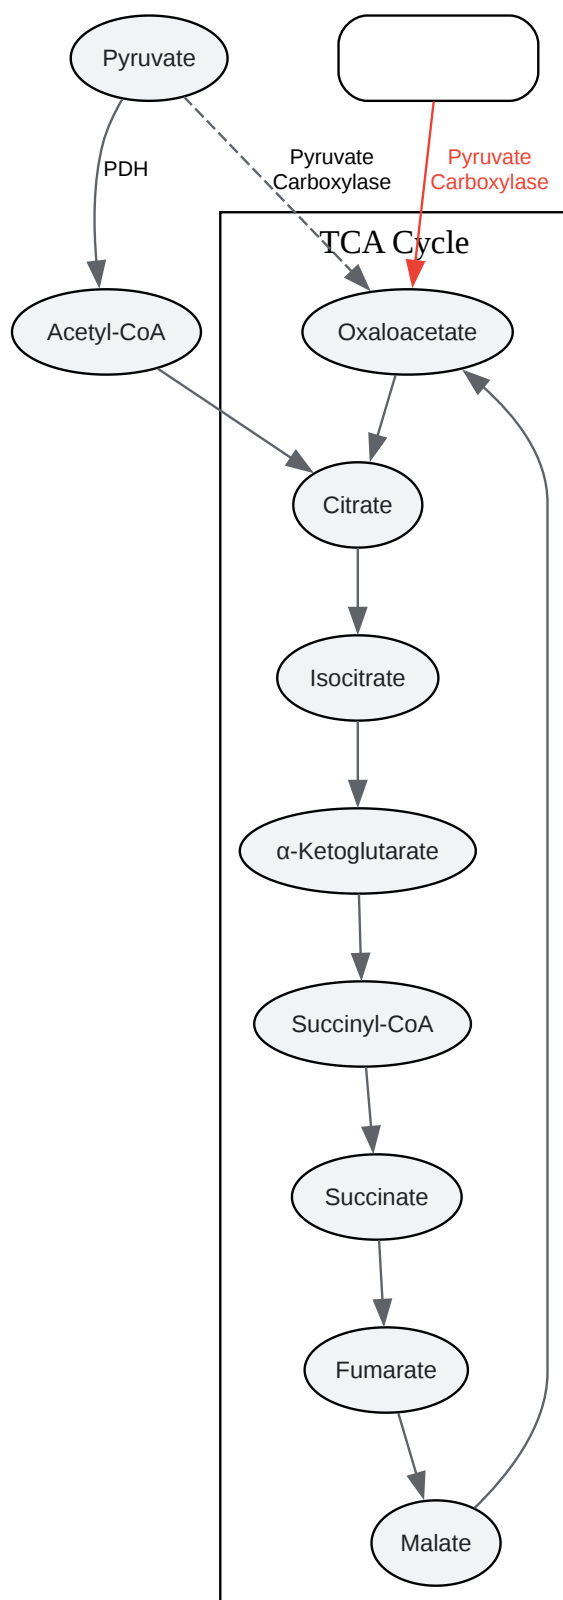 Pyruvate
PDH
Pyruvate
Carboxylase
Pyruvate
Carboxylase
TCA Cycle
Acetyl-CoA
Oxaloacetate
Citrate
Isocitrate
α-Ketoglutarate
Succinyl-CoA
Succinate
Fumarate
Malate